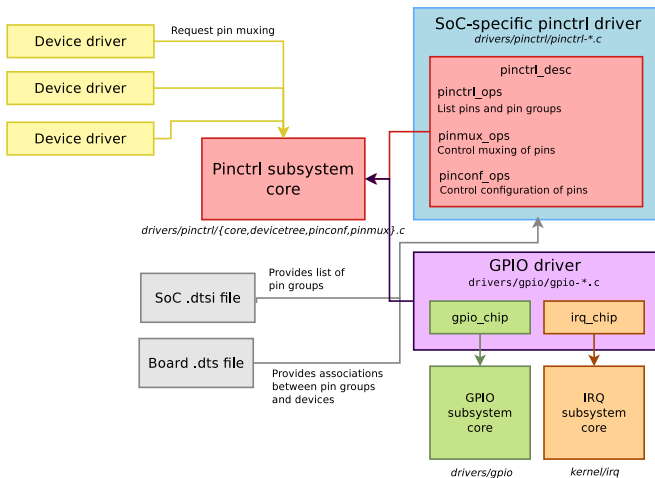 Device driver
Request pin muxing
Device driver
Device driver
Pinctrl subsystem
core
drivers/pinctrl/{core,devicetree,pinconf,pinmux}.c
SoC-specific pinctrl driver
drivers/pinctrl/pinctrl-*.c
pinctrl_desc
pinctrl_ops
List pins and pin groups
pinmux_ops
Control muxing of pins
pinconf_ops
Control configuration of pins
SoC .dtsi file
Provides list of
pin groups
Board .dts file
Provides associations
between pin groups
and devices
GPIO driver
drivers/gpio/gpio-*.c
gpio_chip
irq_chip
GPIO
subsystem
core
drivers/gpio
IRQ
subsystem
core
kernel/irq